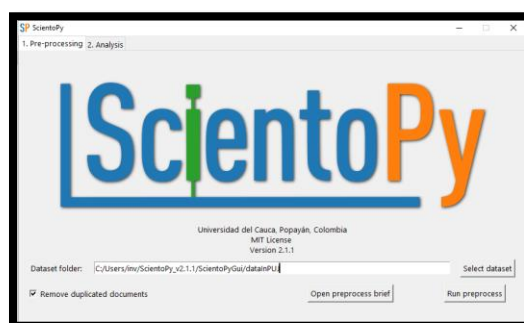 SP ScientoPy
1. Pre-processing 2. Analysis
ScientoPy
Universidad del Cauca, Popayán, Colombia
MIT License
Version 2.1.1
Dataset folder: C:/Users/inv/ScientoPy_v2.1.1/ScientoPyGui/dataInPUJ Select dataset
Remove duplicated documents Open preprocess brief Run preprocess